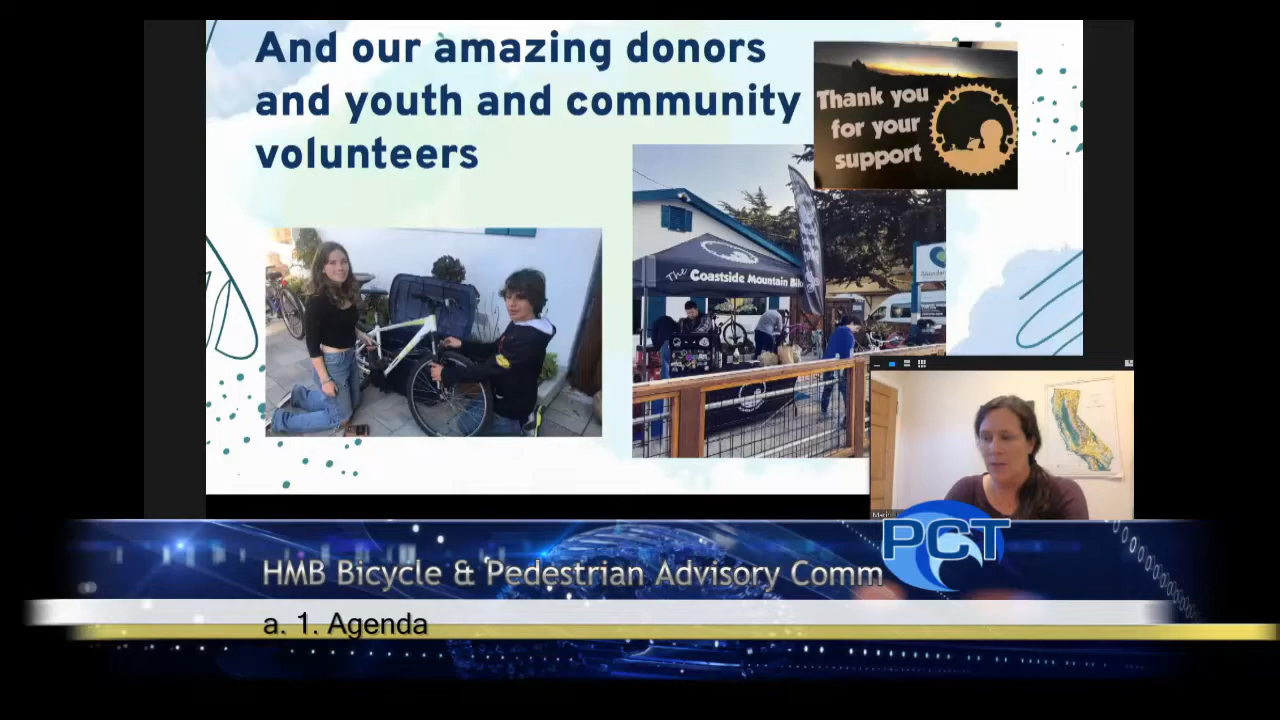 And our amazing donors
and youth and community
volunteers
Thank you
for your
support
The Coastside Mountain Bik
PCT
HMB Bicycle & Pedestrian Advisory Comm
a. 1. Agenda